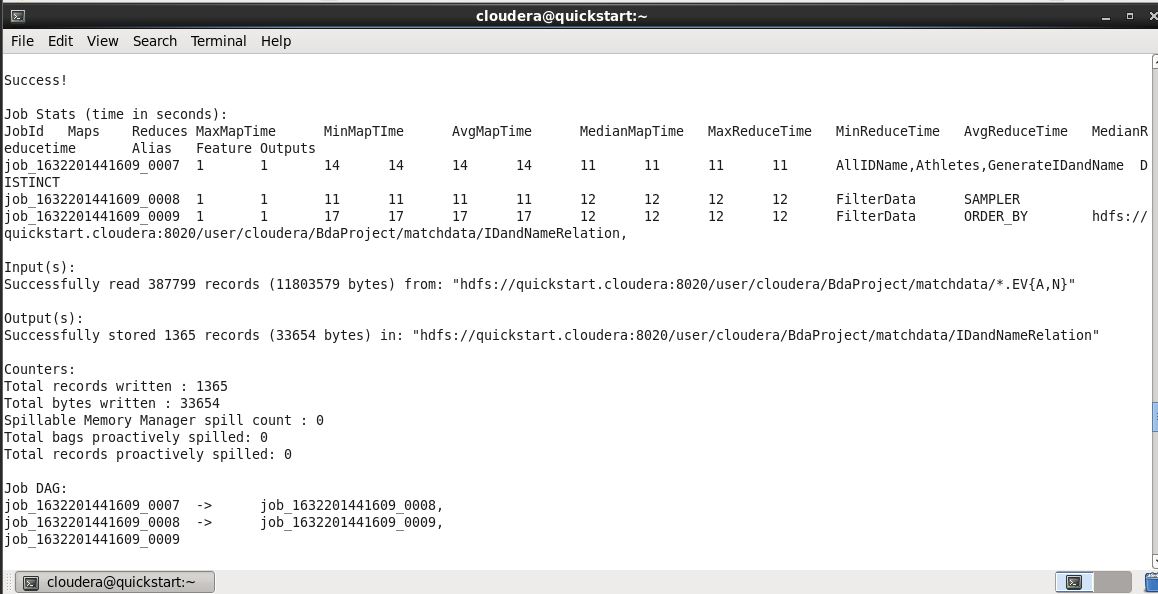 cloudera@quickstart:~
File Edit View Search Terminal Help
Success!
Job Stats (time in seconds):
JobId Maps Reduces MaxMapTime MinMapTIme AvgMapTime MedianMapTime MaxReduceTime MinReduceTime AvgReduceTime MedianR
educetime Alias Feature Outputs
job_1632201441609_0007 1 1 14 14 14 14 11 11 11 11 AllIDName,Athletes,GenerateIDandName D
ISTINCT
job_1632201441609_0008 1 1 11 11 11 11 12 12 12 12 FilterData SAMPLER
job_1632201441609_0009 1 1 17 17 17 17 12 12 12 12 FilterData ORDER_BY hdfs://
quickstart.cloudera:8020/user/cloudera/BdaProject/matchdata/IDandNameRelation,
Input(s):
Successfully read 387799 records (11803579 bytes) from: "hdfs://quickstart.cloudera:8020/user/cloudera/BdaProject/matchdata/*.EV{A,N}"
Output(s):
Successfully stored 1365 records (33654 bytes) in: "hdfs://quickstart.cloudera:8020/user/cloudera/BdaProject/matchdata/IDandNameRelation"
Counters:
Total records written : 1365
Total bytes written : 33654
Spillable Memory Manager spill count : 0
Total bags proactively spilled: 0
Total records proactively spilled: 0
Job DAG:
job_1632201441609_0007 -> job_1632201441609_0008,
job_1632201441609_0008 -> job_1632201441609_0009,
job_1632201441609_0009
cloudera@quickstart:~